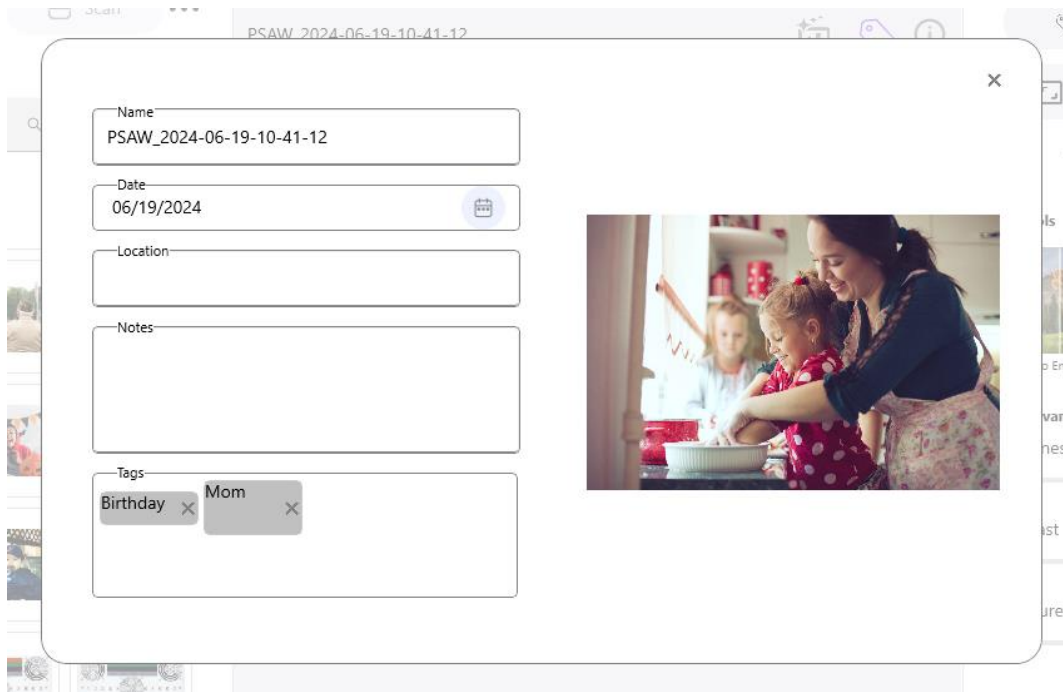 Scan
PSAW_2024-06-19-10-41-12
Name
PSAW_2024-06-19-10-41-12
Date
06/19/2024
Location
Notes
Tags
Birthday
Mom